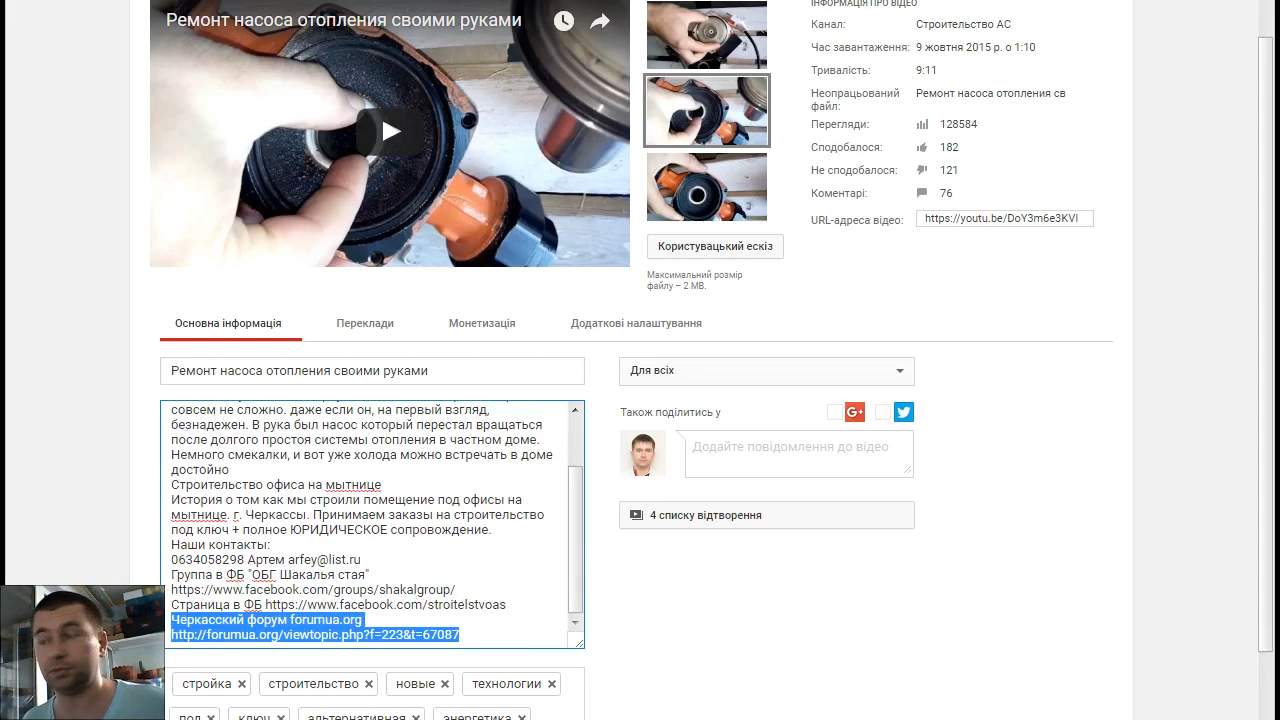 Ремонт насоса отопления своими руками
ІНФОРМАЦІЯ ПРО ВІДЕО
Канал: Строительство АС
Час завантаження: 9 жовтня 2015 р. о 1:10
Тривалість: 9:11
Неопрацьований файл: Ремонт насоса отопления св
Перегляди: 128584
Сподобалося: 182
Не сподобалося: 121
Коментарі: 76
URL-адреса відео: https://youtu.be/DoY3m6e3KVI
Користувацький ескіз
Максимальний розмір
файлу – 2 MB.
Основна інформація Переклади Монетизація Додаткові налаштування
Ремонт насоса отопления своими руками
Для всіх
совсем не сложно. даже если он, на первый взгляд,
безнадежен. В рука был насос который перестал вращаться
после долгого простоя системы отопления в частном доме.
Немного смекалки, и вот уже холода можно встречать в доме
достойно
Строительство офиса на мытнице
История о том как мы строили помещение под офисы на
мытнице. г. Черкассы. Принимаем заказы на строительство
под ключ + полное ЮРИДИЧЕСКОЕ сопровождение.
Наши контакты:
0634058298 Артем arfey@list.ru
Группа в ФБ "ОБГ Шакалья стая"
https://www.facebook.com/groups/shakalgroup/
Страница в ФБ https://www.facebook.com/stroitelstvoas
Черкасский форум forumua.org
http://forumua.org/viewtopic.php?f=223&t=67087
Також поділитись у
G+
Додайте повідомлення до відео
4 списку відтворення
стройка × строительство × новые × технологии ×
под × ключ × альтернативная × энергетика ×